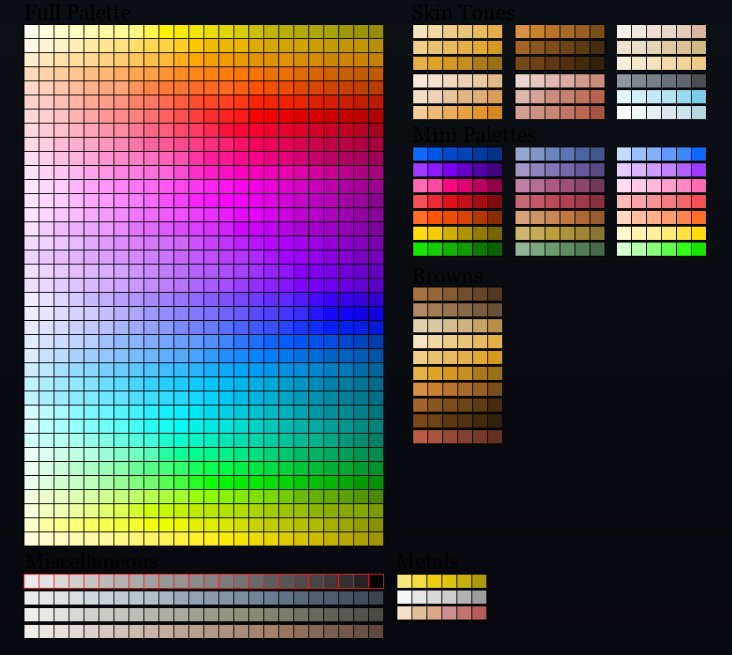 Full Palette
Skin Tones
Mini Palettes
Browns
Miscellaneous
Metals